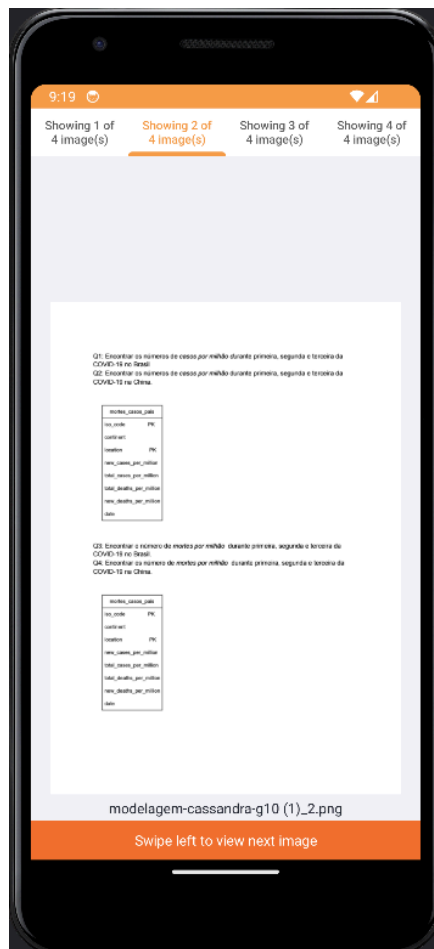 9:19
Showing 1 of
4 image(s)
Showing 2 of
4 image(s)
Showing 3 of
4 image(s)
Showing 4 of
4 image(s)
Q1: Encontrar os números de casos por milhão durante primeira, segunda e terceira da
COVID-19 no Brasil.
Q2: Encontrar os números de casos por milhão durante primeira, segunda e terceira da
COVID-19 na China.
mortes_casos_pais
iso_code PK
continent
location PK
new_cases_per_million
total_cases_per_million
total_deaths_per_million
new_deaths_per_million
date
Q3: Encontrar o número de mortes por milhão durante primeira, segunda e terceira da
COVID-19 no Brasil.
Q4: Encontrar os número de mortes por milhão durante primeira, segunda e terceira da
COVID-19 na China.
mortes_casos_pais
iso_code PK
continent
location PK
new_cases_per_million
total_cases_per_million
total_deaths_per_million
new_deaths_per_million
date
modelagem-cassandra-g10 (1)_2.png
Swipe left to view next image